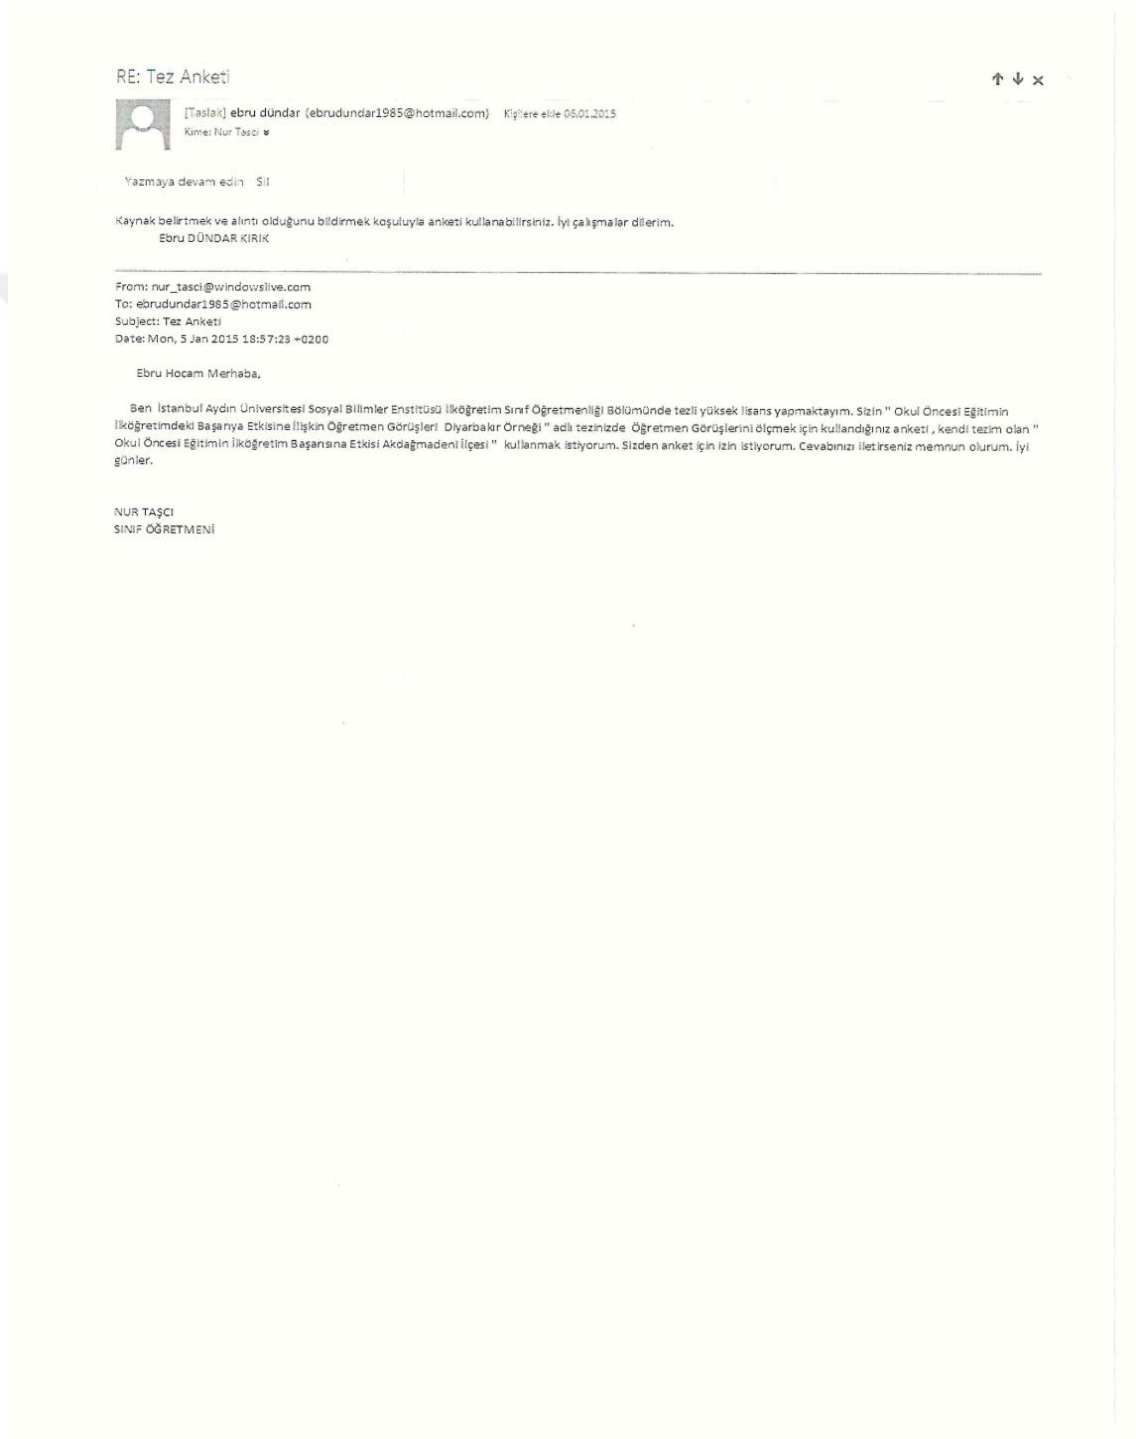 RE: Tez Anketi
[Taslak] ebru dündar (ebrudundar1985@hotmail.com) Kişilere ekle 06.01.2015
Kime: Nur Tasci
Yazmaya devam edin Sil
Kaynak belirtmek ve alıntı olduğunu bildirmek koşuluyla anketi kullanabilirsiniz. İyi çalışmalar dilerim.
Ebru DÜNDAR KIRIK
From: nur_tasci@windowslive.com
To: ebrudundar1985@hotmail.com
Subject: Tez Anketi
Date: Mon, 5 Jan 2015 18:57:23 +0200
Ebru Hocam Merhaba,
Ben İstanbul Aydın Üniversitesi Sosyal Bilimler Enstitüsü İlköğretim Sınıf Öğretmenliği Bölümünde tezli yüksek lisans yapmaktayım. Sizin " Okul Öncesi Eğitimin
İlköğretimdeki Başarıya Etkisine İlişkin Öğretmen Görüşleri Diyarbakır Örneği " adlı tezinizde Öğretmen Görüşlerini ölçmek için kullandığınız anketi , kendi tezim olan "
Okul Öncesi Eğitimin İlköğretim Başarısına Etkisi Akdağmadeni İlçesi " kullanmak istiyorum. Sizden anket için izin istiyorum. Cevabınızı iletirseniz memnun olurum. İyi
günler.
NUR TAŞCI
SINIF ÖĞRETMENİ